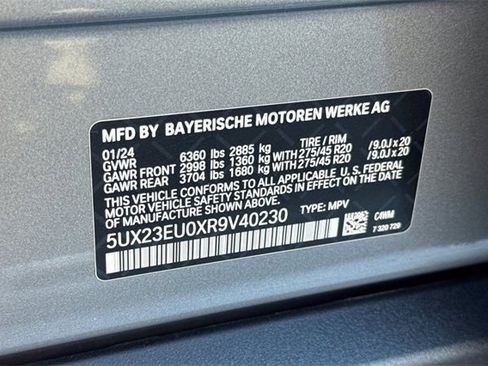 MFD BY BAYERISCHE MOTOREN WERKE AG
01/24 TIRE / RIM
GVWR 6360 lbs 2885 kg
GAWR FRONT 2998 lbs 1360 kg WITH 275/45 R20 /9.0J x 20
GAWR REAR 3704 lbs 1680 kg WITH 275/45 R20 /9.0J x 20
THIS VEHICLE CONFORMS TO ALL APPLICABLE U. S. FEDERAL
MOTOR VEHICLE SAFETY STANDARDS IN EFFECT ON THE DATE
OF MANUFACTURE SHOWN ABOVE.
5UX23EU0XR9V40230 TYPE: MPV
C4WM
7 320 729